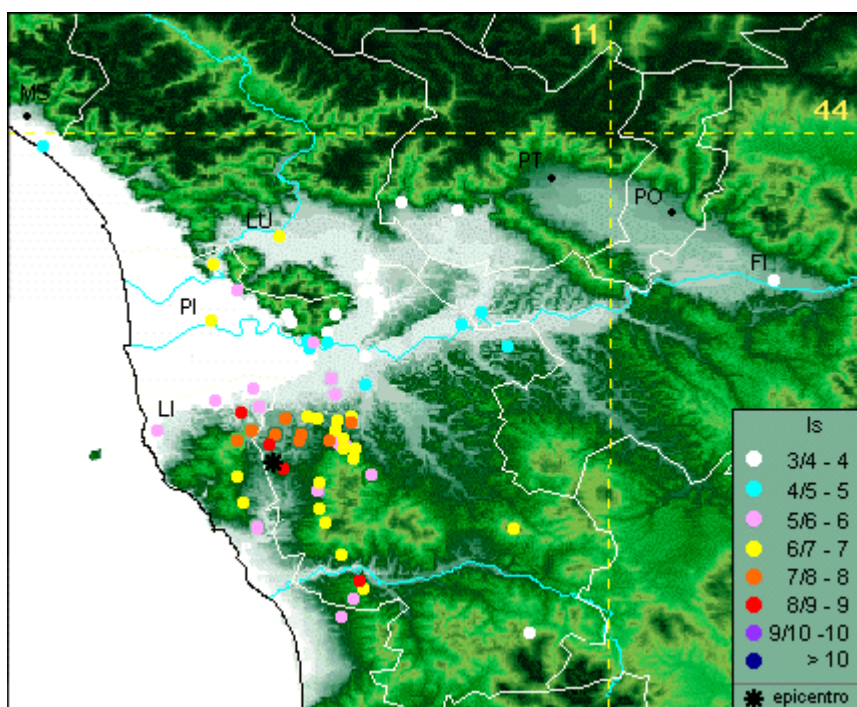 11
MS
44
PT
PO
LU
FI
PI
LI
Is
3/4 - 4
4/5 - 5
5/6 - 6
6/7 - 7
7/8 - 8
8/9 - 9
9/10 -10
> 10
epicentro